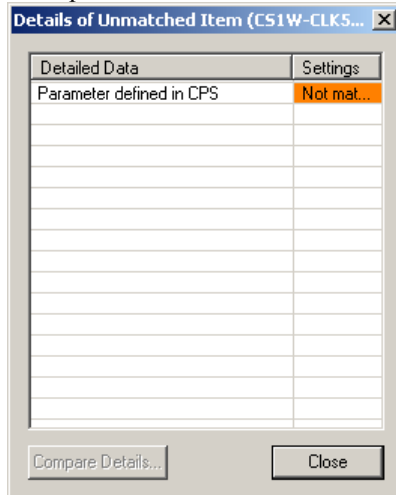 Details of Unmatched Item (CS1W-CLK5...
Detailed Data Settings
Parameter defined in CPS Not mat...
Compare Details... Close